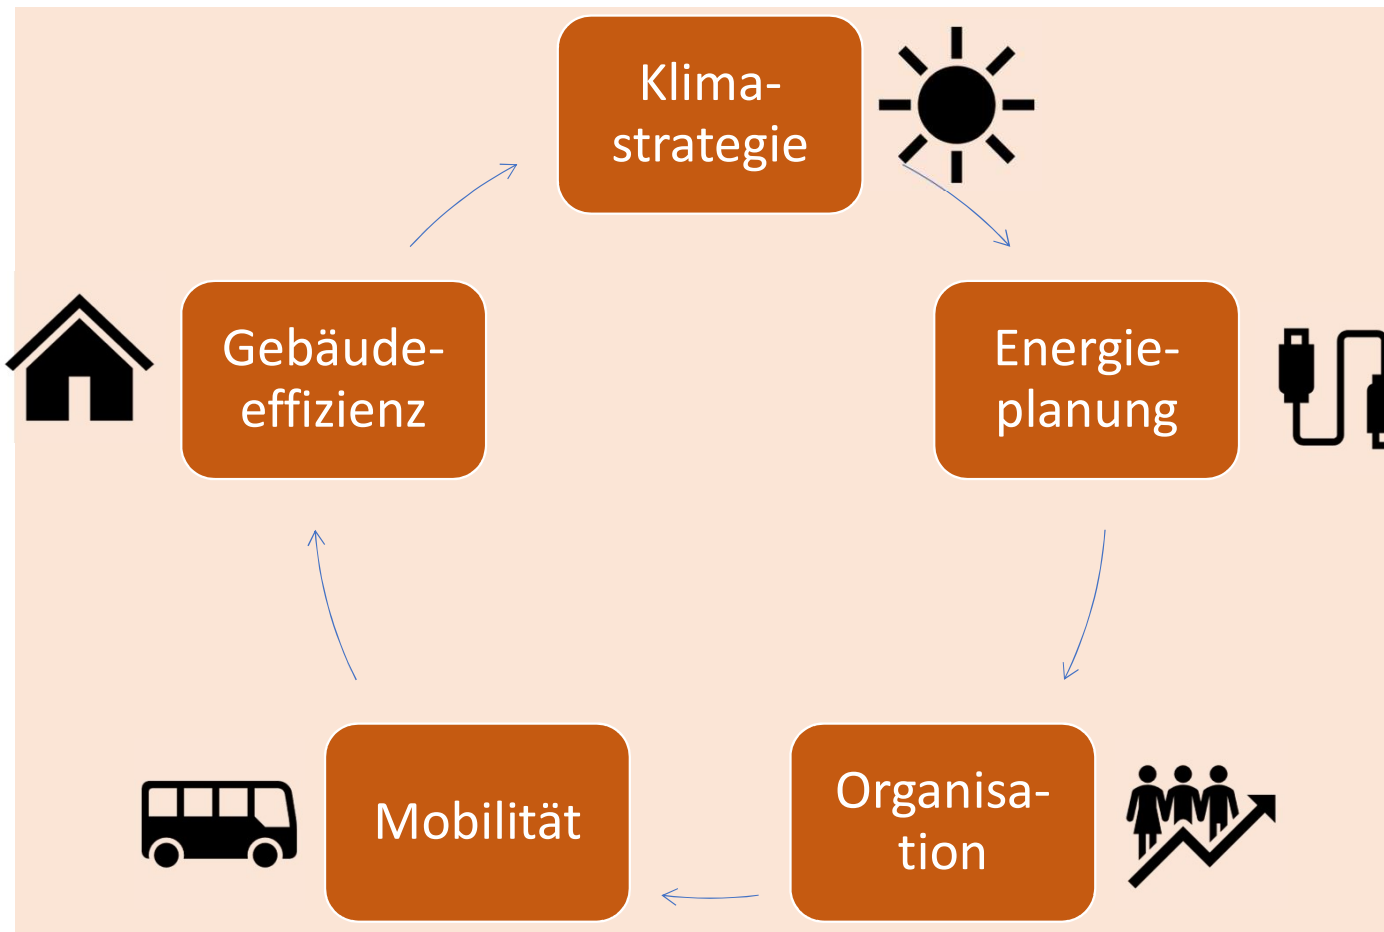 Klima-
strategie
Gebäude-
effizienz
Energie-
planung
Mobilität
Organisa-
tion